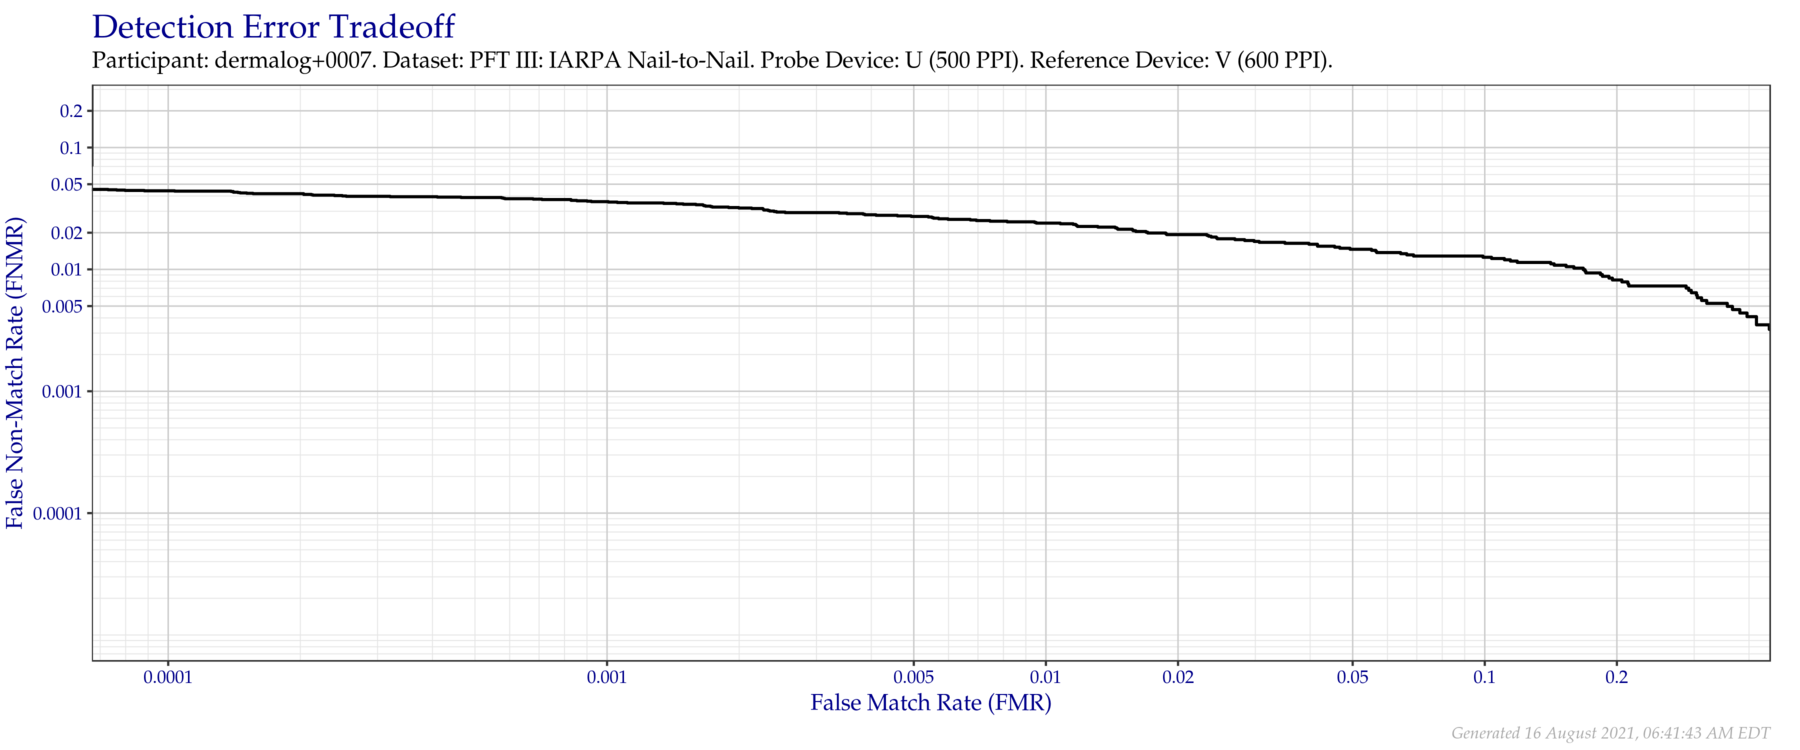 Detection Error Tradeoff
Participant: dermalog+0007. Dataset: PFT III: IARPA Nail-to-Nail. Probe Device: U (500 PPI). Reference Device: V (600 PPI).
False Non-Match Rate (FNMR)
0.2
0.1
0.05
0.02
0.01
0.005
0.001
0.0001
0.0001 0.001 0.005 0.01 0.02 0.05 0.1 0.2
False Match Rate (FMR)
Generated 16 August 2021, 06:41:43 AM EDT